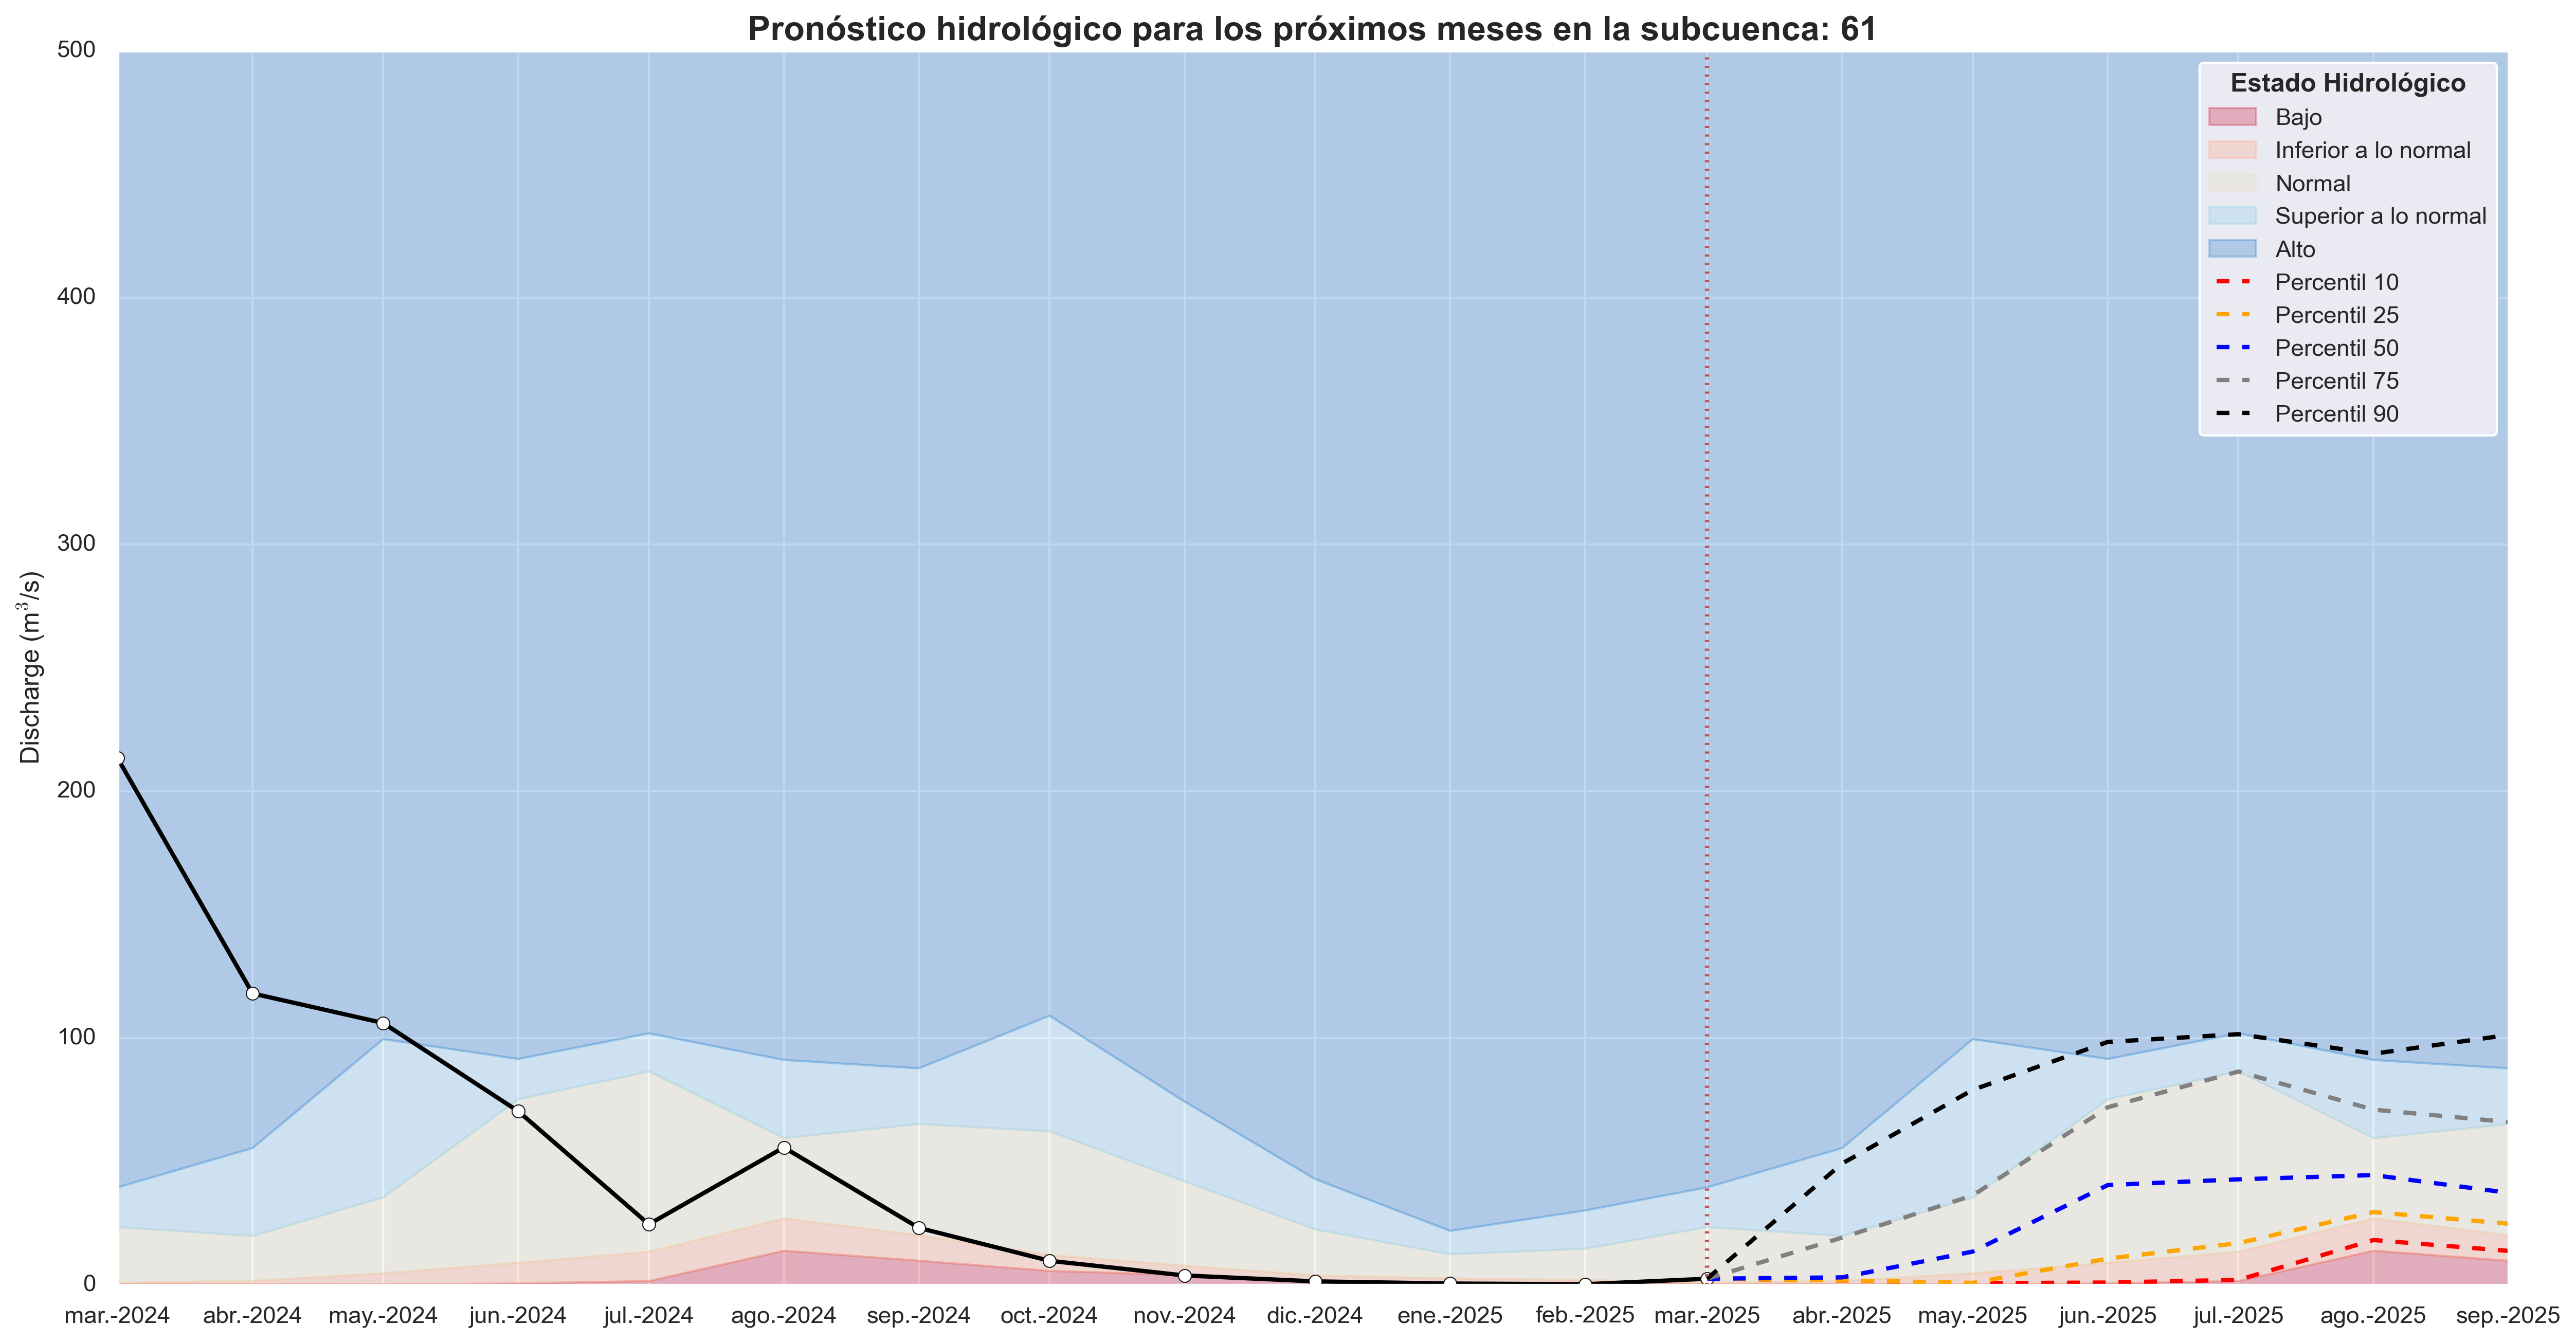 Pronóstico hidrológico para los próximos meses en la subcuenca: 61
500
400
300
200
100
0
Discharge (m³/s)
Estado Hidrológico
Bajo
Inferior a lo normal
Normal
Superior a lo normal
Alto
Percentil 10
Percentil 25
Percentil 50
Percentil 75
Percentil 90
mar.-2024 abr.-2024 may.-2024 jun.-2024 jul.-2024 ago.-2024 sep.-2024 oct.-2024 nov.-2024 dic.-2024 ene.-2025 feb.-2025 mar.-2025 abr.-2025 may.-2025 jun.-2025 jul.-2025 ago.-2025 sep.-2025